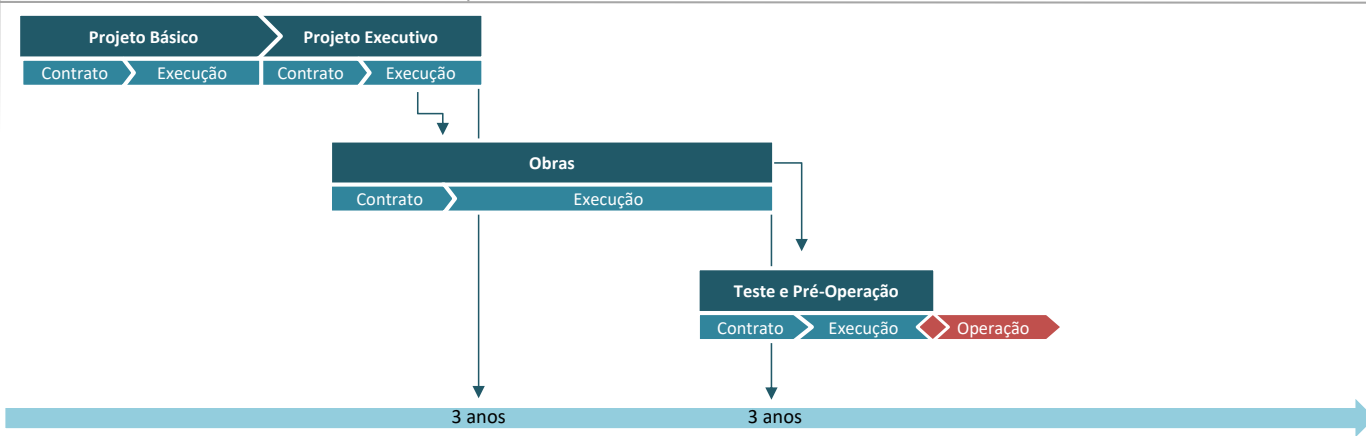 Projeto Básico Projeto Executivo
Contrato Execução Contrato Execução
Obras
Contrato Execução
Teste e Pré-Operação
Contrato Execução Operação
3 anos 3 anos